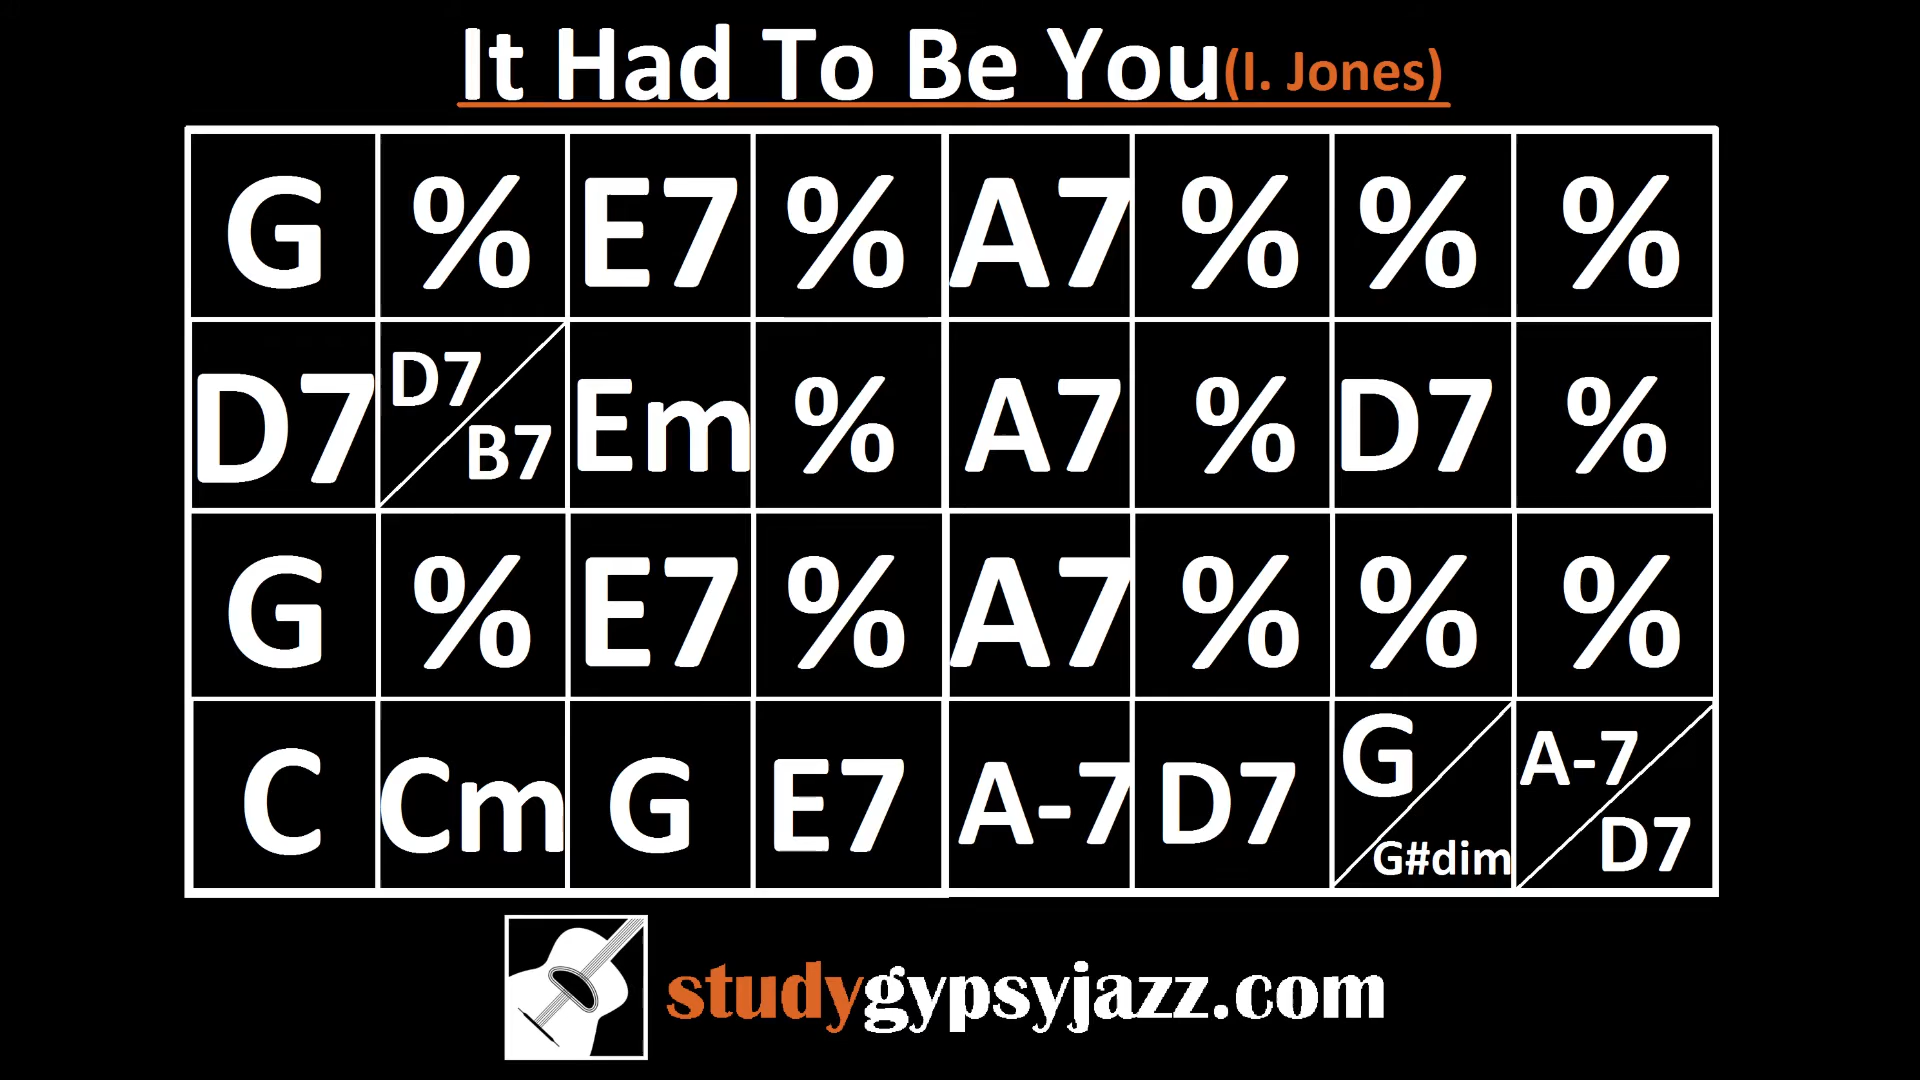 It Had To Be You(I. Jones)
G % E7 % A7 % % %
D7 D7 B7 Em % A7 % D7 %
G % E7 % A7 % % %
C Cm G E7 A-7 D7 G G#dim A-7 D7
studygypsyjazz.com